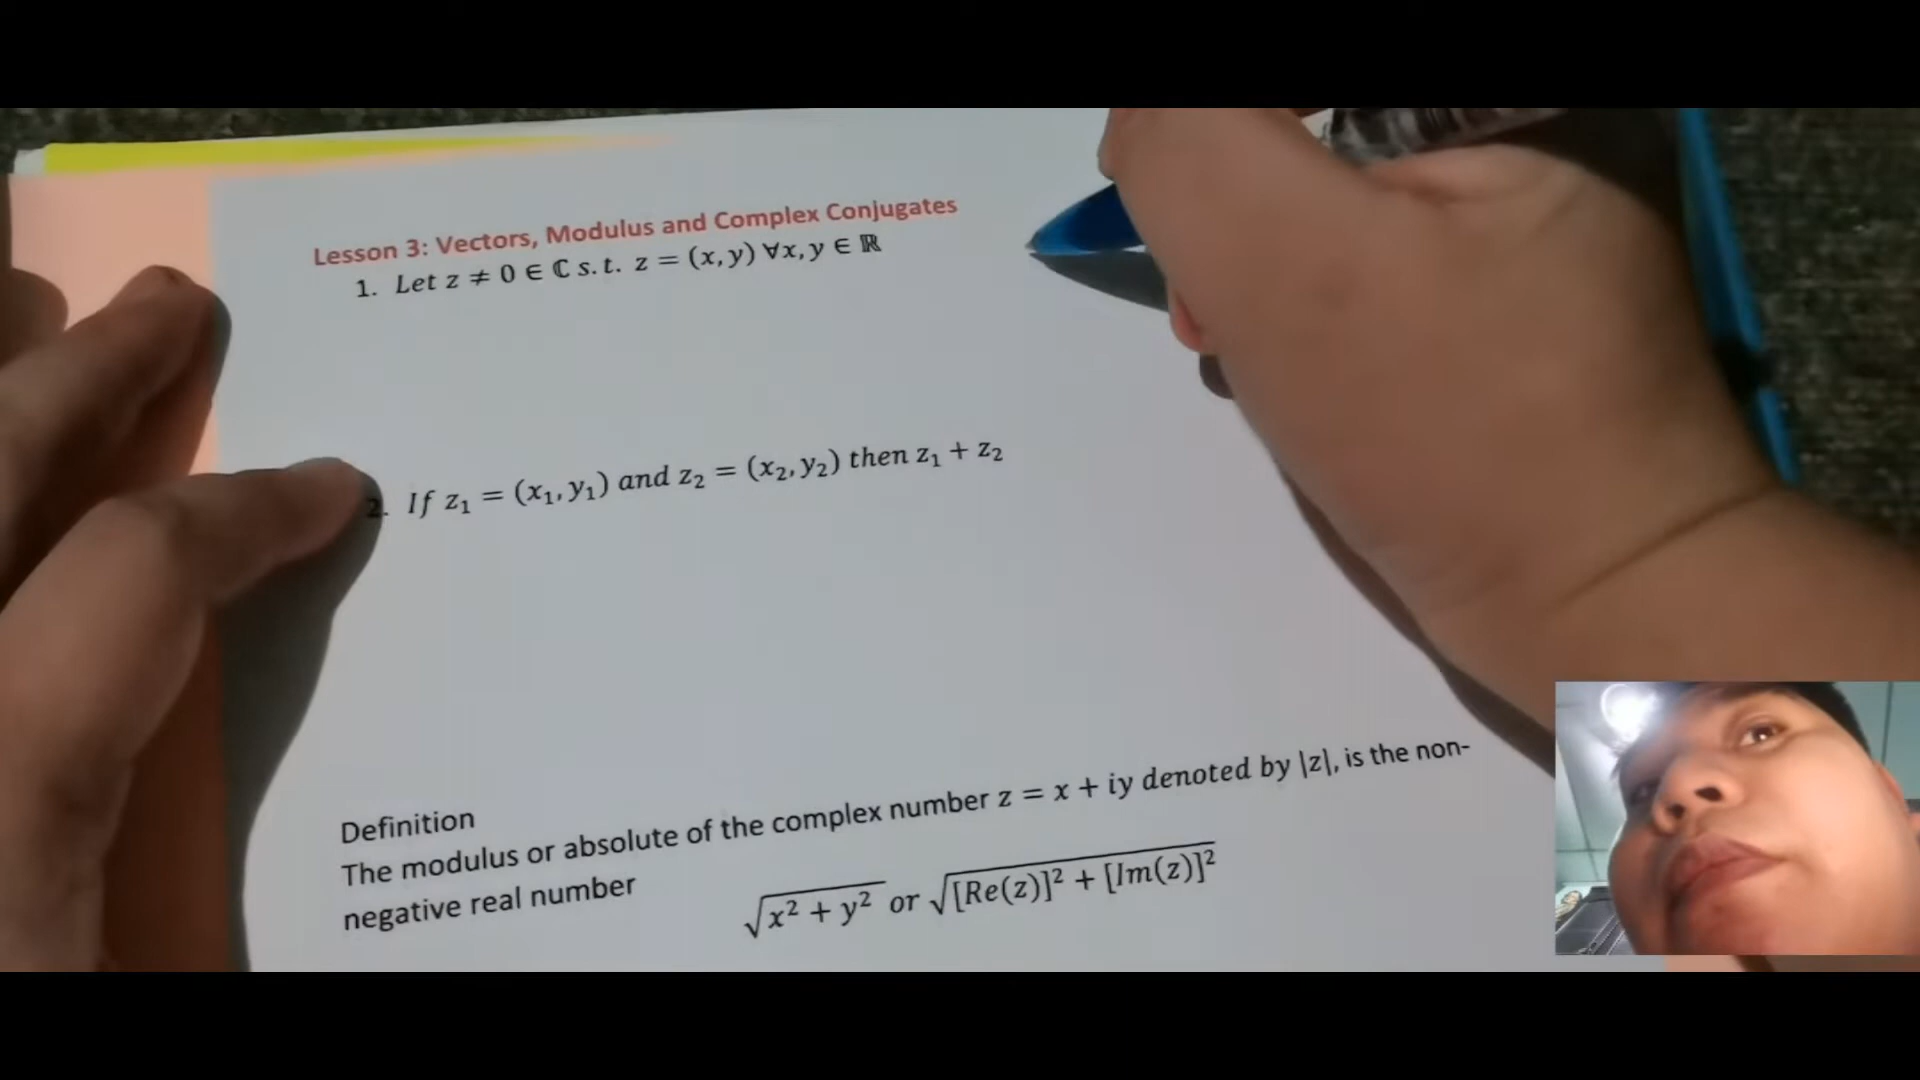 Lesson 3: Vectors, Modulus and Complex Conjugates
1. Let z ≠ 0 ∈ ℂ s.t. z = (x, y) ∀x, y ∈ ℝ
2. If z₁ = (x₁, y₁) and z₂ = (x₂, y₂) then z₁ + z₂
Definition
The modulus or absolute of the complex number z = x + iy denoted by |z|, is the non-
negative real number
√(x² + y²) or √([Re(z)]² + [Im(z)]²)